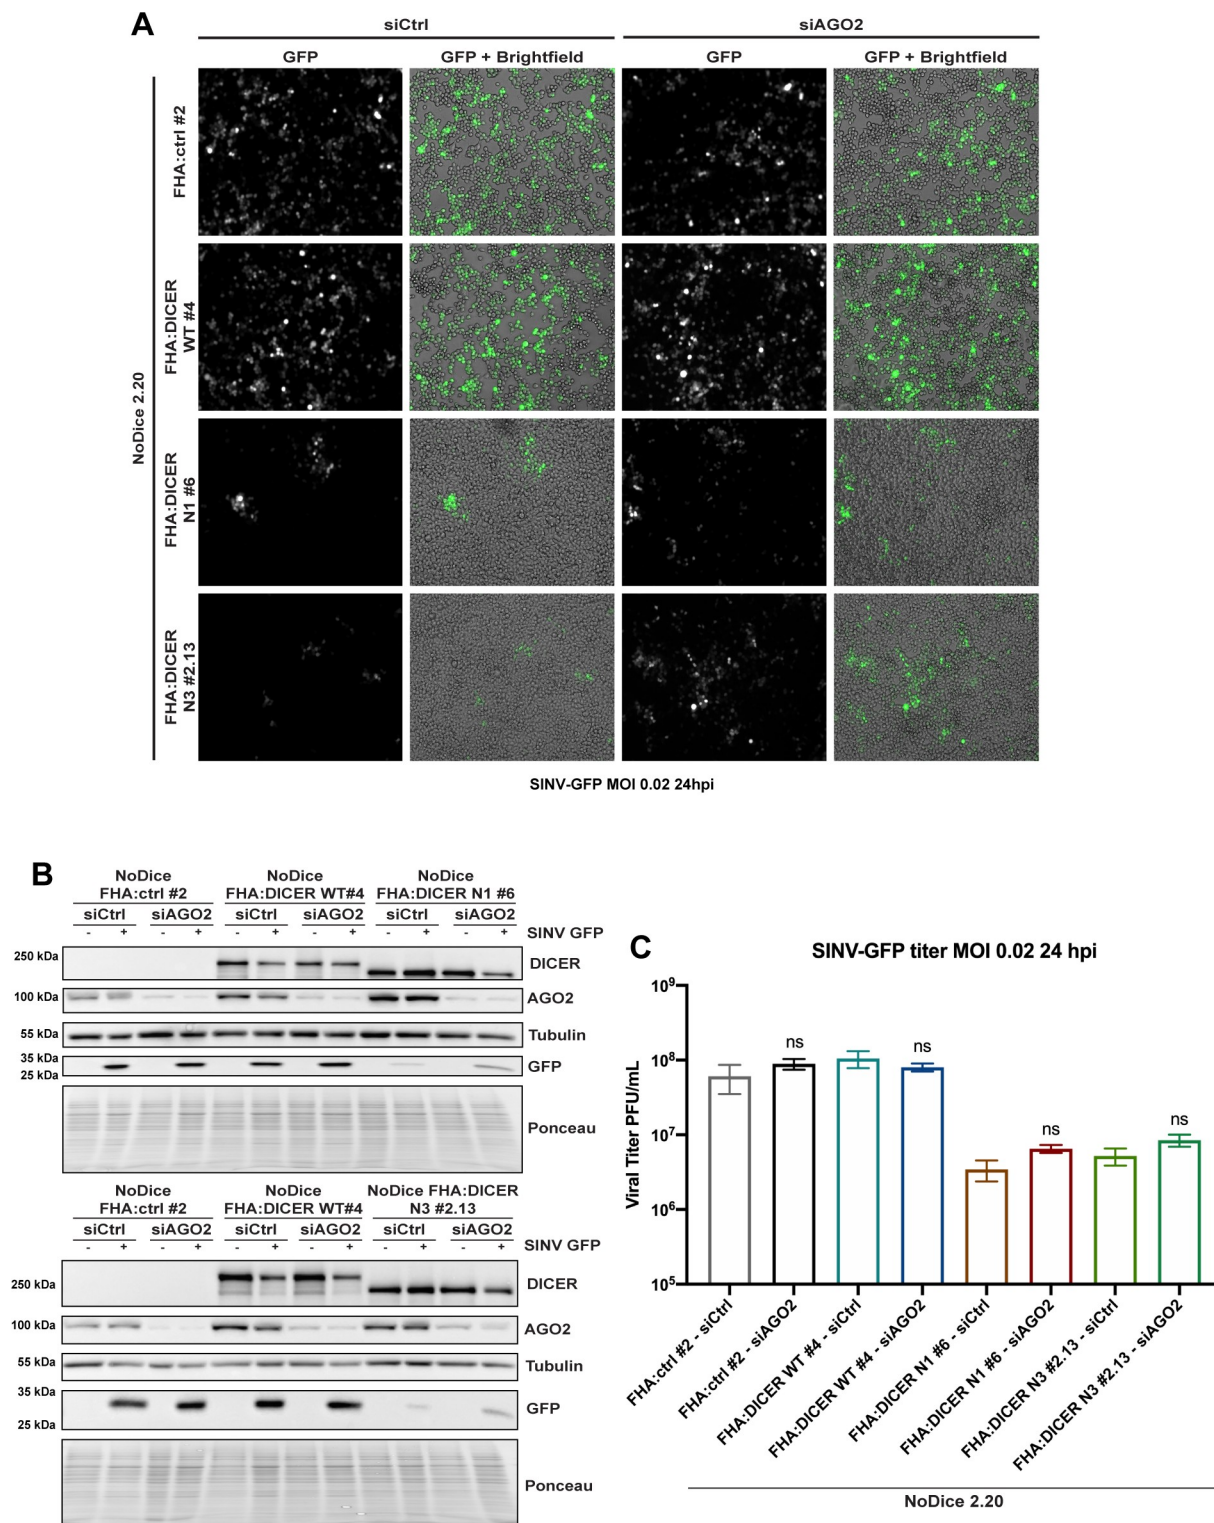 A
siCtrl
siAGO2
GFP
GFP + Brightfield
GFP
GFP + Brightfield
NoDice 2.20
FHA:ctrl #2
FHA:DICER
WT #4
FHA:DICER
N1 #6
FHA:DICER
N3 #2.13
SINV-GFP MOI 0.02 24hpi
B
NoDice
FHA:ctrl #2
NoDice
FHA:DICER WT#4
NoDice
FHA:DICER N1 #6
siCtrl siAGO2 siCtrl siAGO2 siCtrl siAGO2
- + - + - + - + - + - + SINV GFP
250 kDa DICER
100 kDa AGO2
55 kDa Tubulin
35 kDa GFP
25 kDa
Ponceau
NoDice
FHA:ctrl #2
NoDice
FHA:DICER WT#4
NoDice FHA:DICER
N3 #2.13
siCtrl siAGO2 siCtrl siAGO2 siCtrl siAGO2
- + - + - + - + - + - + SINV GFP
250 kDa DICER
100 kDa AGO2
55 kDa Tubulin
35 kDa GFP
25 kDa
Ponceau
C
SINV-GFP titer MOI 0.02 24 hpi
Viral Titer PFU/mL
10⁹
10⁸
10⁷
10⁶
10⁵
ns
ns
ns
ns
FHA:ctrl #2 - siCtrl
FHA:ctrl #2 - siAGO2
FHA:DICER WT #4 - siCtrl
FHA:DICER WT #4 - siAGO2
FHA:DICER N1 #6 - siCtrl
FHA:DICER N1 #6 - siAGO2
FHA:DICER N3 #2.13 - siCtrl
FHA:DICER N3 #2.13 - siAGO2
NoDice 2.20